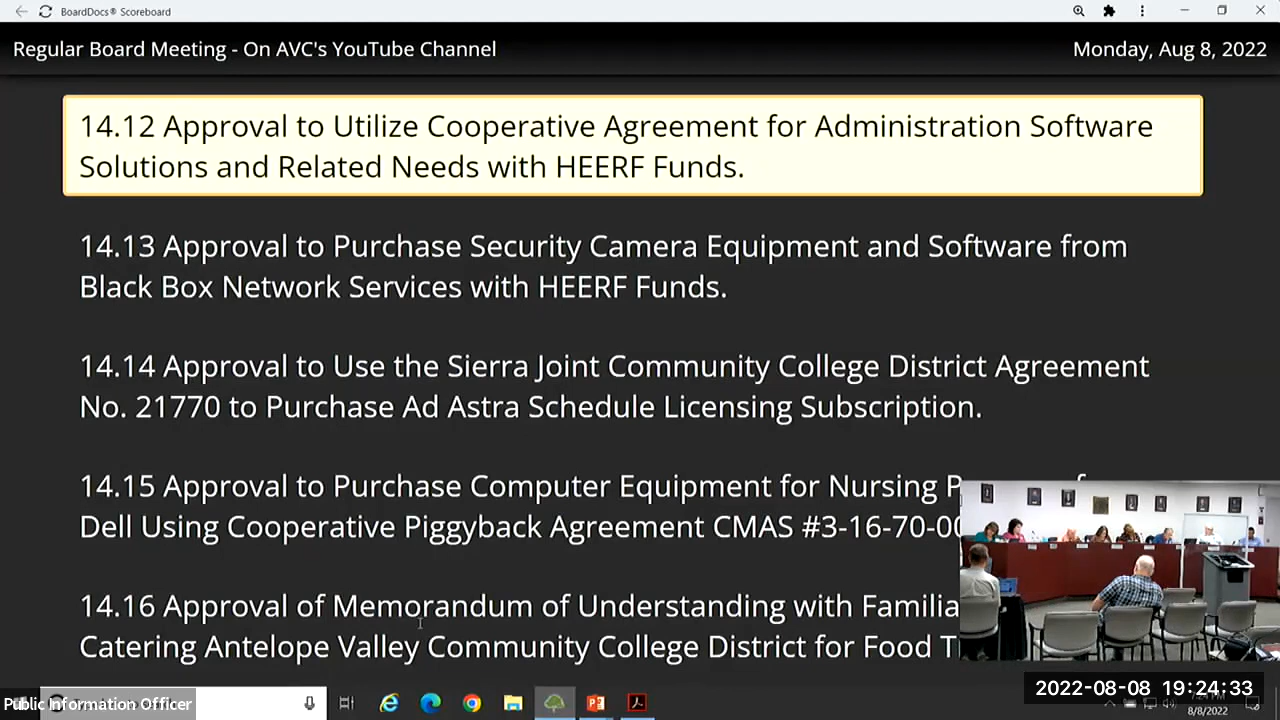 BoardDocs® Scoreboard
Regular Board Meeting - On AVC's YouTube Channel
Monday, Aug 8, 2022
14.12 Approval to Utilize Cooperative Agreement for Administration Software
Solutions and Related Needs with HEERF Funds.
14.13 Approval to Purchase Security Camera Equipment and Software from
Black Box Network Services with HEERF Funds.
14.14 Approval to Use the Sierra Joint Community College District Agreement
No. 21770 to Purchase Ad Astra Schedule Licensing Subscription.
14.15 Approval to Purchase Computer Equipment for Nursing
Dell Using Cooperative Piggyback Agreement CMAS #3-16-70-00
14.16 Approval of Memorandum of Understanding with Familia
Catering Antelope Valley Community College District for Food
Public Information Officer
2022-08-08 19:24:33
8/8/2022